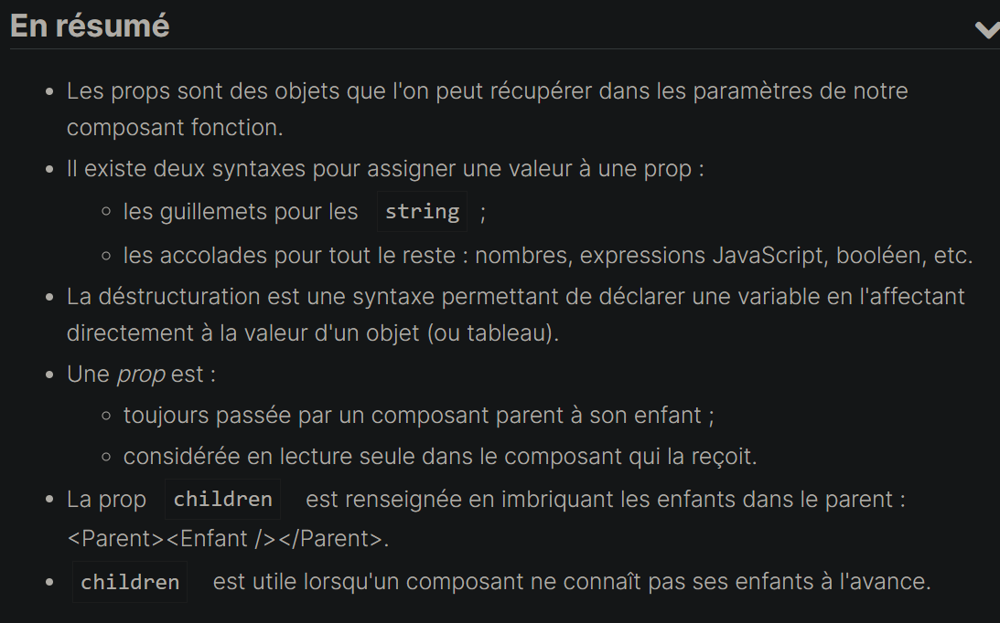 En résumé
Les props sont des objets que l'on peut récupérer dans les paramètres de notre
composant fonction.
Il existe deux syntaxes pour assigner une valeur à une prop :
les guillemets pour les string ;
les accolades pour tout le reste : nombres, expressions JavaScript, booléen, etc.
La déstructuration est une syntaxe permettant de déclarer une variable en l'affectant
directement à la valeur d'un objet (ou tableau).
Une prop est :
toujours passée par un composant parent à son enfant ;
considérée en lecture seule dans le composant qui la reçoit.
La prop children est renseignée en imbriquant les enfants dans le parent :
<Parent><Enfant /></Parent>.
children est utile lorsqu'un composant ne connaît pas ses enfants à l'avance.